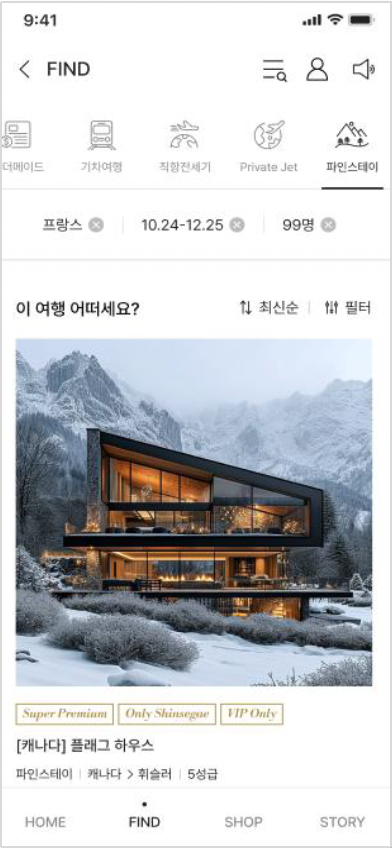 9:41
FIND
더메이드 기차여행 직항전세기 Private Jet 파인스테이
프랑스 10.24-12.25 99명
이 여행 어떠세요? 최신순 필터
Super Premium Only Shinsegae VIP Only
[캐나다] 플래그 하우스
파인스테이 | 캐나다 > 휘슬러 | 5성급
HOME FIND SHOP STORY